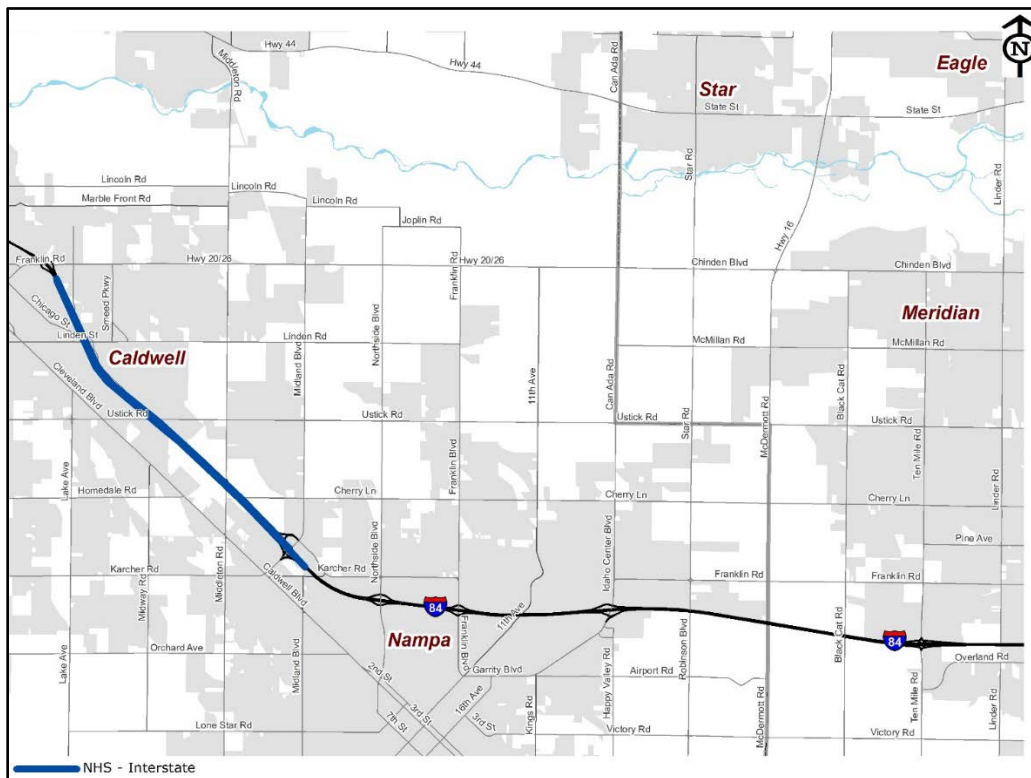 Hwy 44
Middleton Rd
Can Ada Rd
Hwy 44
Star
State St
Eagle
State St
N
Lincoln Rd
Lincoln Rd
Marble Front Rd
Lincoln Rd
Joplin Rd
Star Rd
Hwy 16
Linder Rd
Franklin Rd
Hwy 20/26
Franklin Rd
Hwy 20/26
Chinden Blvd
Chinden Blvd
Chicago St
Smeed Pkwy
Linden St
Caldwell
Linden Rd
Midland Blvd
Northside Blvd
McMillan Rd
Meridian
McMillan Rd
Cleveland Blvd
Ustick Rd
Ustick Rd
11th Ave
Can Ada Rd
Ustick Rd
Star Rd
McDermott Rd
Black Cat Rd
Ustick Rd
Ten Mile Rd
Lake Ave
Homedale Rd
Cherry Ln
Franklin Blvd
Cherry Ln
Cherry Ln
Linder Rd
Midway Rd
Middleton Rd
Karcher Rd
Caldwell Blvd
Karcher Rd
Northside Blvd
Idaho Center Blvd
Franklin Rd
Franklin Rd
Pine Ave
84
Nampa
11th Ave
84
Lake Ave
Orchard Ave
Midland Blvd
2nd St
Franklin Blvd
Garrity Blvd
Happy Valley Rd
Airport Rd
Robinson Blvd
Black Cat Rd
Overland Rd
Lone Star Rd
7th St
3rd St
16th Ave
3rd St
Kings Rd
Victory Rd
McDermott Rd
Victory Rd
Ten Mile Rd
Linder Rd
NHS - Interstate